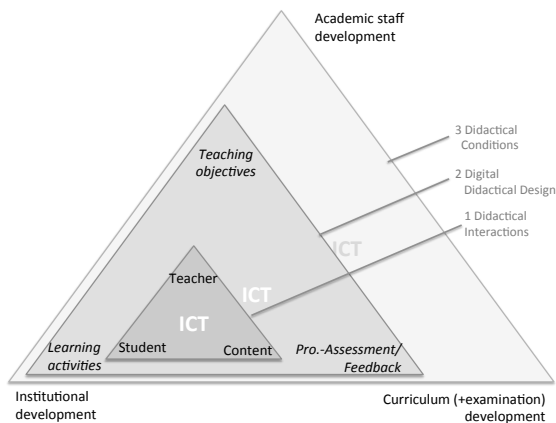 Academic staff
development
3 Didactical
Conditions
Teaching
objectives
2 Digital
Didactical Design
1 Didactical
Interactions
ICT
Teacher
ICT
ICT
Learning
activities
Student
Content
Pro.-Assessment/
Feedback
Institutional
development
Curriculum (+examination)
development